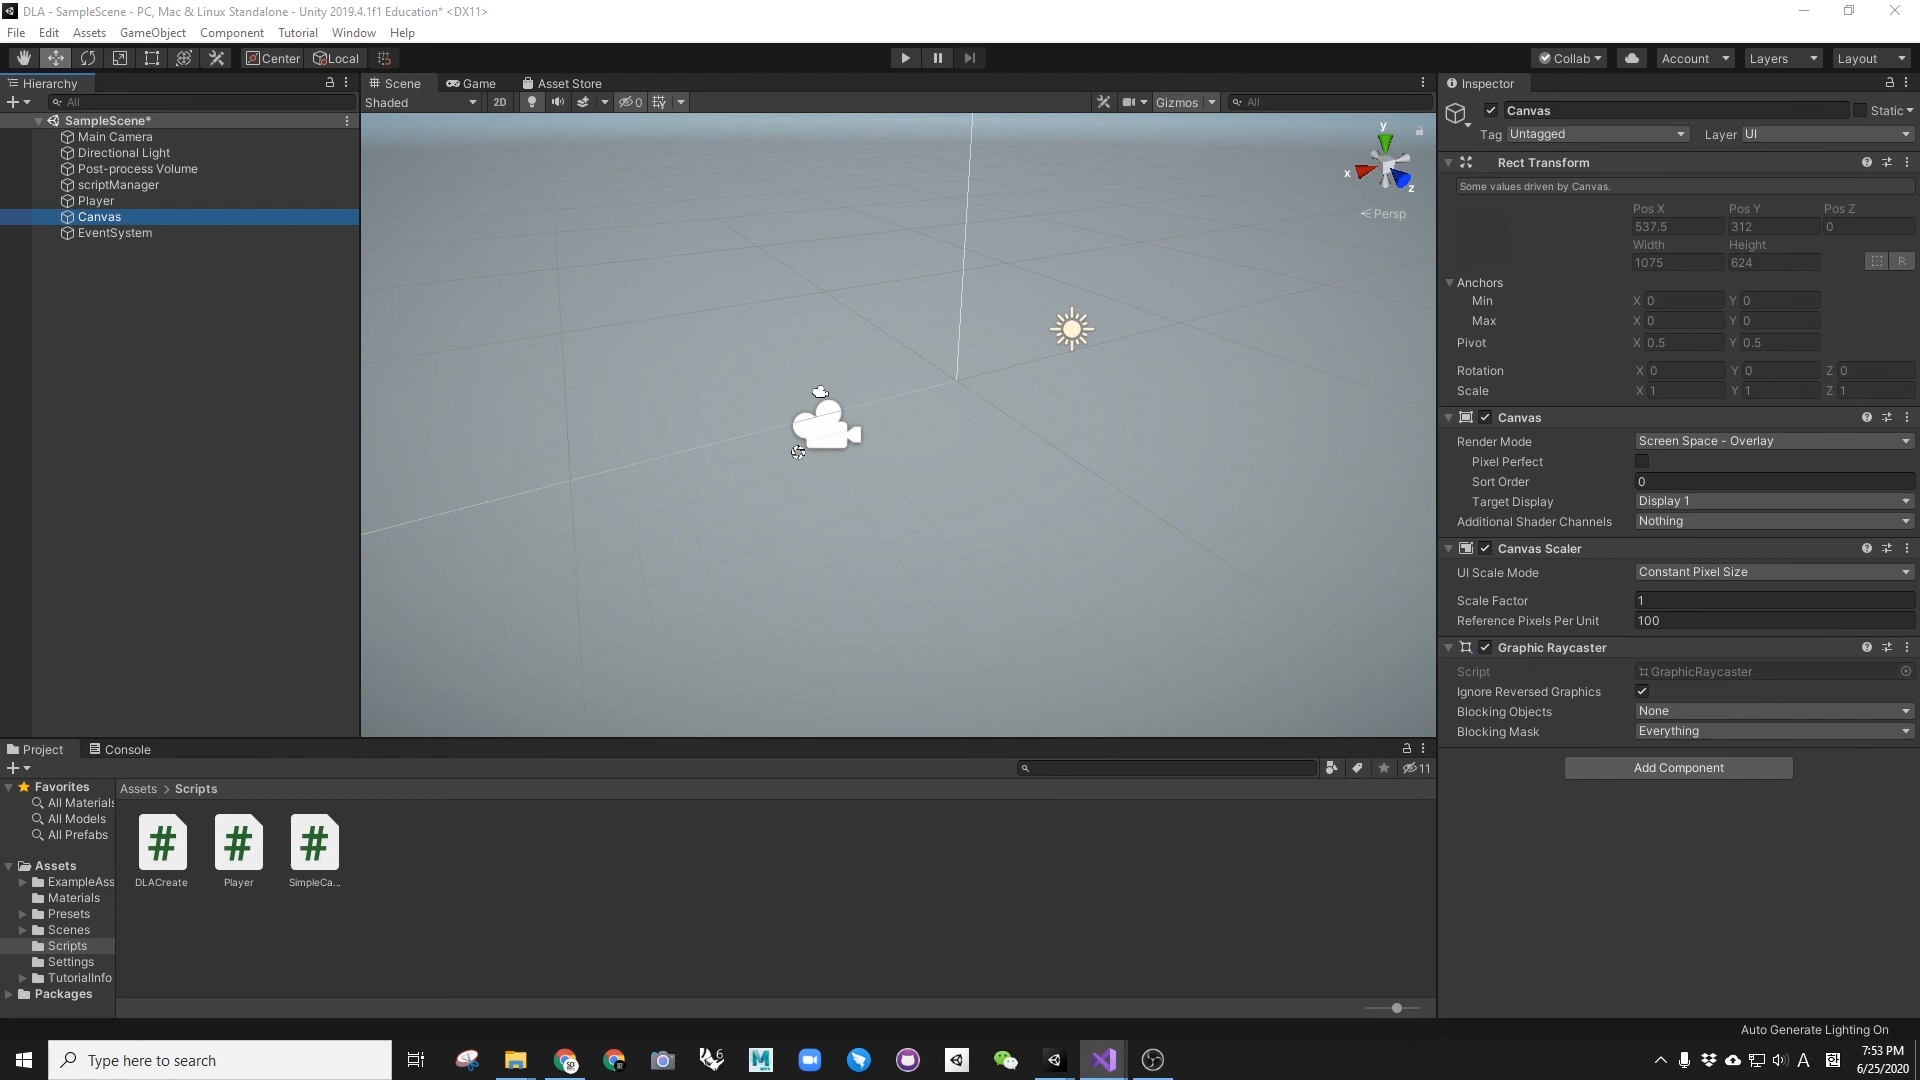 DLA - SampleScene - PC, Mac & Linux Standalone - Unity 2019.4.1f1 Education* <DX11>
File Edit Assets GameObject Component Tutorial Window Help
Center Local Collab Account Layers Layout
Hierarchy
All
SampleScene*
Main Camera
Directional Light
Post-process Volume
scriptManager
Player
Canvas
EventSystem
Scene Game Asset Store
Shaded 2D 0 Gizmos All
y
x
z
Persp
Inspector
Canvas Static
Tag Untagged Layer UI
Rect Transform
Some values driven by Canvas.
Pos X Pos Y Pos Z
537.5 312 0
Width Height
1075 624 R
Anchors
Min X 0 Y 0
Max X 0 Y 0
Pivot X 0.5 Y 0.5
Rotation X 0 Y 0 Z 0
Scale X 1 Y 1 Z 1
Canvas
Render Mode Screen Space - Overlay
Pixel Perfect
Sort Order 0
Target Display Display 1
Additional Shader Channels Nothing
Canvas Scaler
UI Scale Mode Constant Pixel Size
Scale Factor 1
Reference Pixels Per Unit 100
Graphic Raycaster
Script GraphicRaycaster
Ignore Reversed Graphics
Blocking Objects None
Blocking Mask Everything
Add Component
Project Console
11
Favorites
All Materials
All Models
All Prefabs
Assets
ExampleAss
Materials
Presets
Scenes
Scripts
Settings
TutorialInfo
Packages
Assets > Scripts
# # #
DLACreate Player SimpleCa...
Auto Generate Lighting On
Type here to search
6
M
A
7:53 PM
6/25/2020